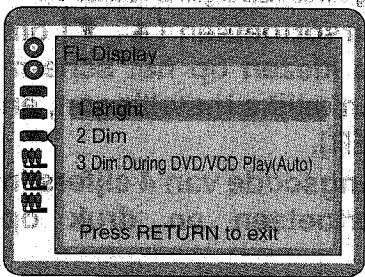 FL Display
1 Bright
2 Dim
3 Dim During DVD/VCD Play(Auto)
Press RETURN to exit